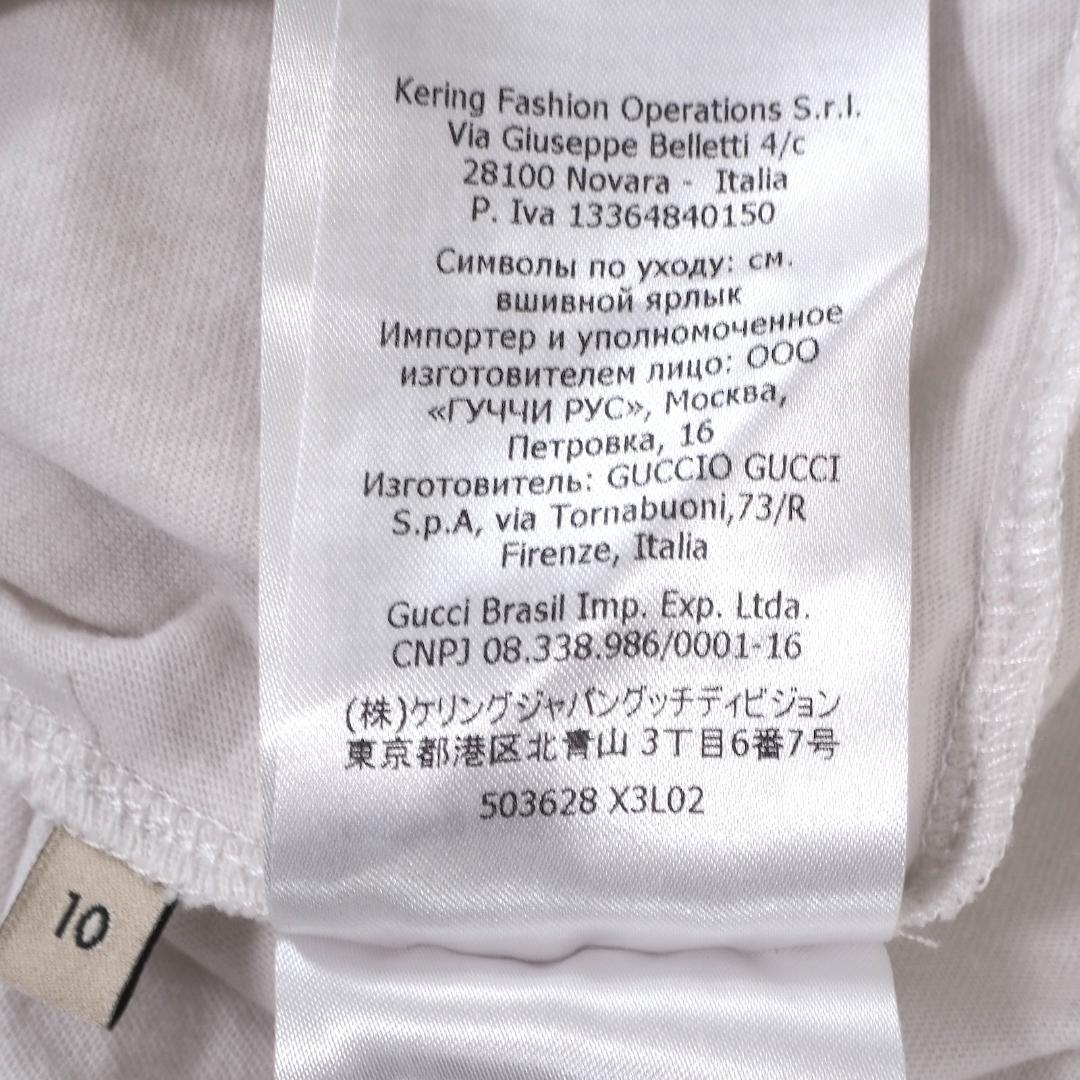 Kering Fashion Operations S.r.l.
Via Giuseppe Belletti 4/c
28100 Novara - Italia
P. Iva 13364840150
Символы по уходу: см.
вшивной ярлык
Импортер и уполномоченное
изготовителем лицо: ООО
«ГУЧЧИ РУС», Москва,
Петровка, 16
Изготовитель: GUCCIO GUCCI
S.p.A, via Tornabuoni,73/R
Firenze, Italia
Gucci Brasil Imp. Exp. Ltda.
CNPJ 08.338.986/0001-16
(株)ケリングジャパングッチディビジョン
東京都港区北青山 3丁目6番7号
503628 X3L02
10